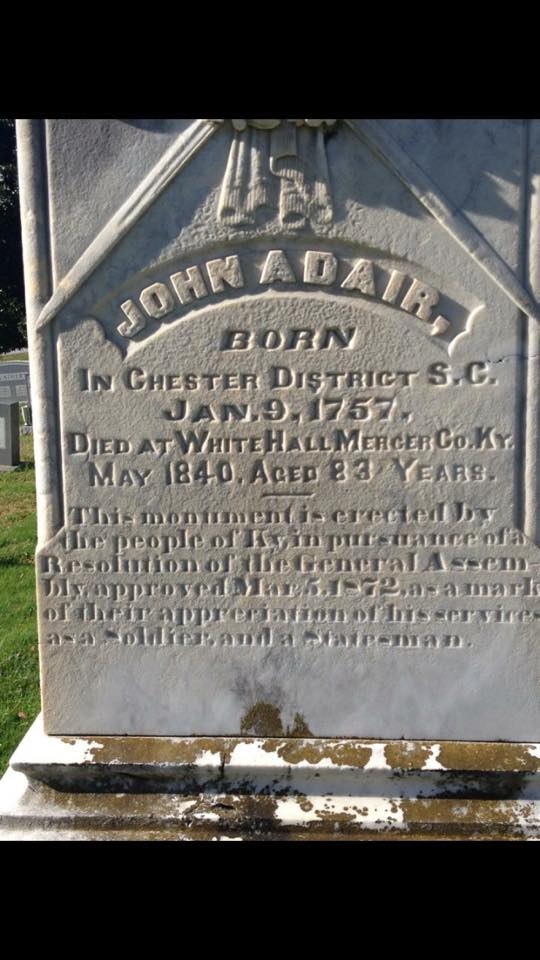 JOHN ADAIR,
BORN
IN CHESTER DISTRICT S.C.
JAN. 9, 1757,
DIED AT WHITE HALL MERCER CO. KY.
MAY 1840, AGED 83 YEARS.
This monument is erected by
the people of Ky in pursuance of a
Resolution of the General Assem-
bly, approved Mar. 5, 1872, as a mark
of their appreciation of his services
as a Soldier, and a Statesman.